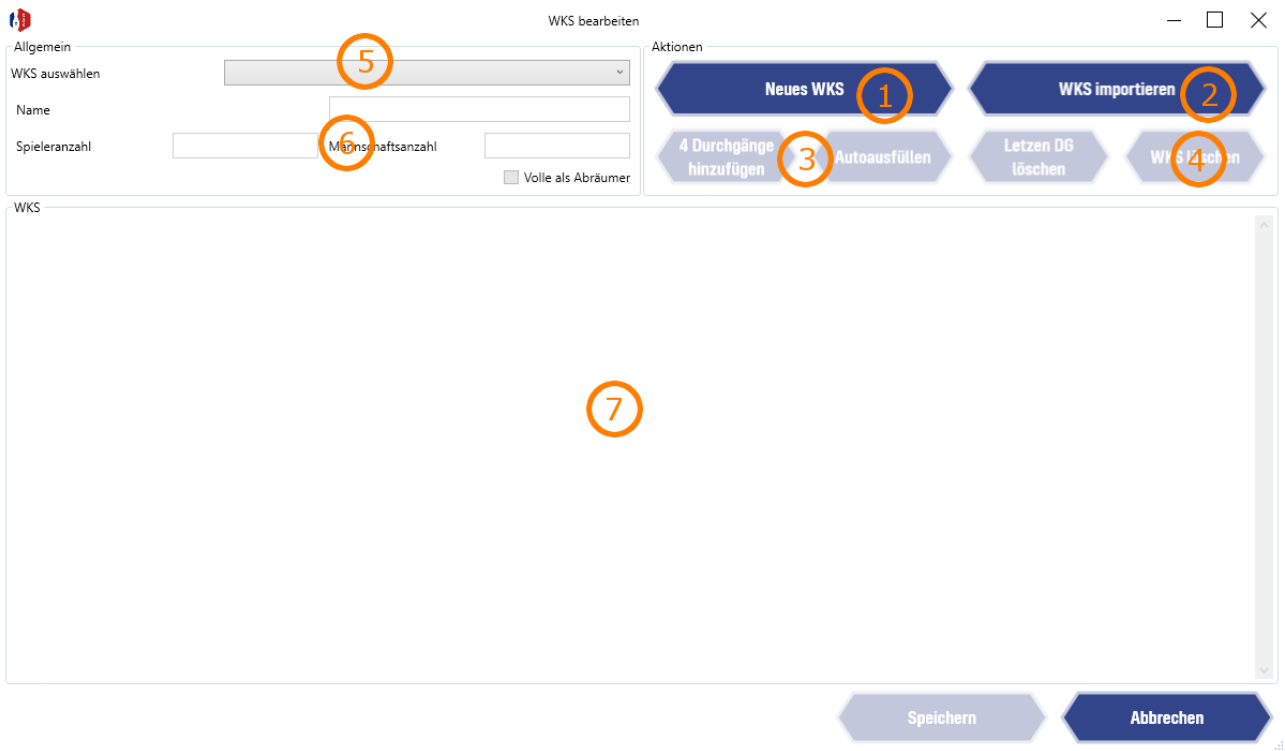 WKS bearbeiten
Allgemein
WKS auswählen
5
Name
Spieleranzahl
6
Mannschaftsanzahl
Volle als Abräumer
Aktionen
Neues WKS
1
WKS importieren
2
4 Durchgänge
hinzufügen
3
Autoausfüllen
Letzen DG
löschen
WKS löschen
4
WKS
7
Speichern
Abbrechen